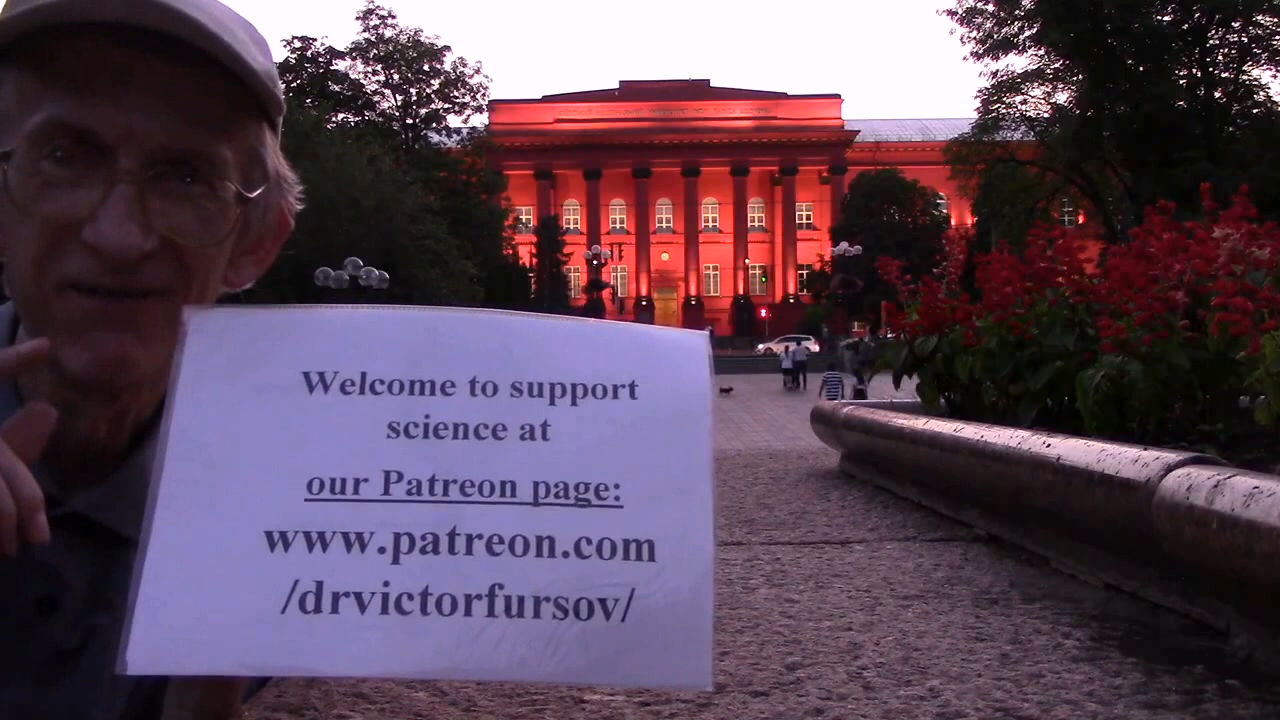 Welcome to support
science at
our Patreon page:
www.patreon.com
/drvictorfursov/